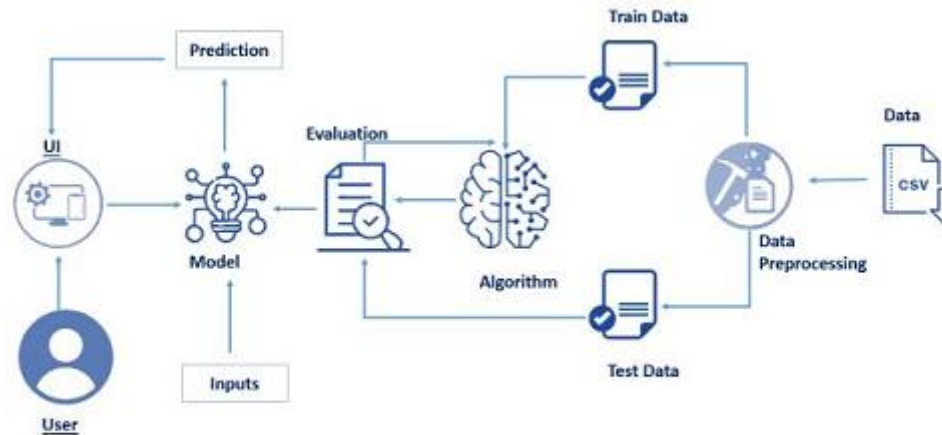 Train Data
Prediction
Data
Evaluation
UI
CSV
Model
Algorithm
Data
Preprocessing
Inputs
Test Data
User